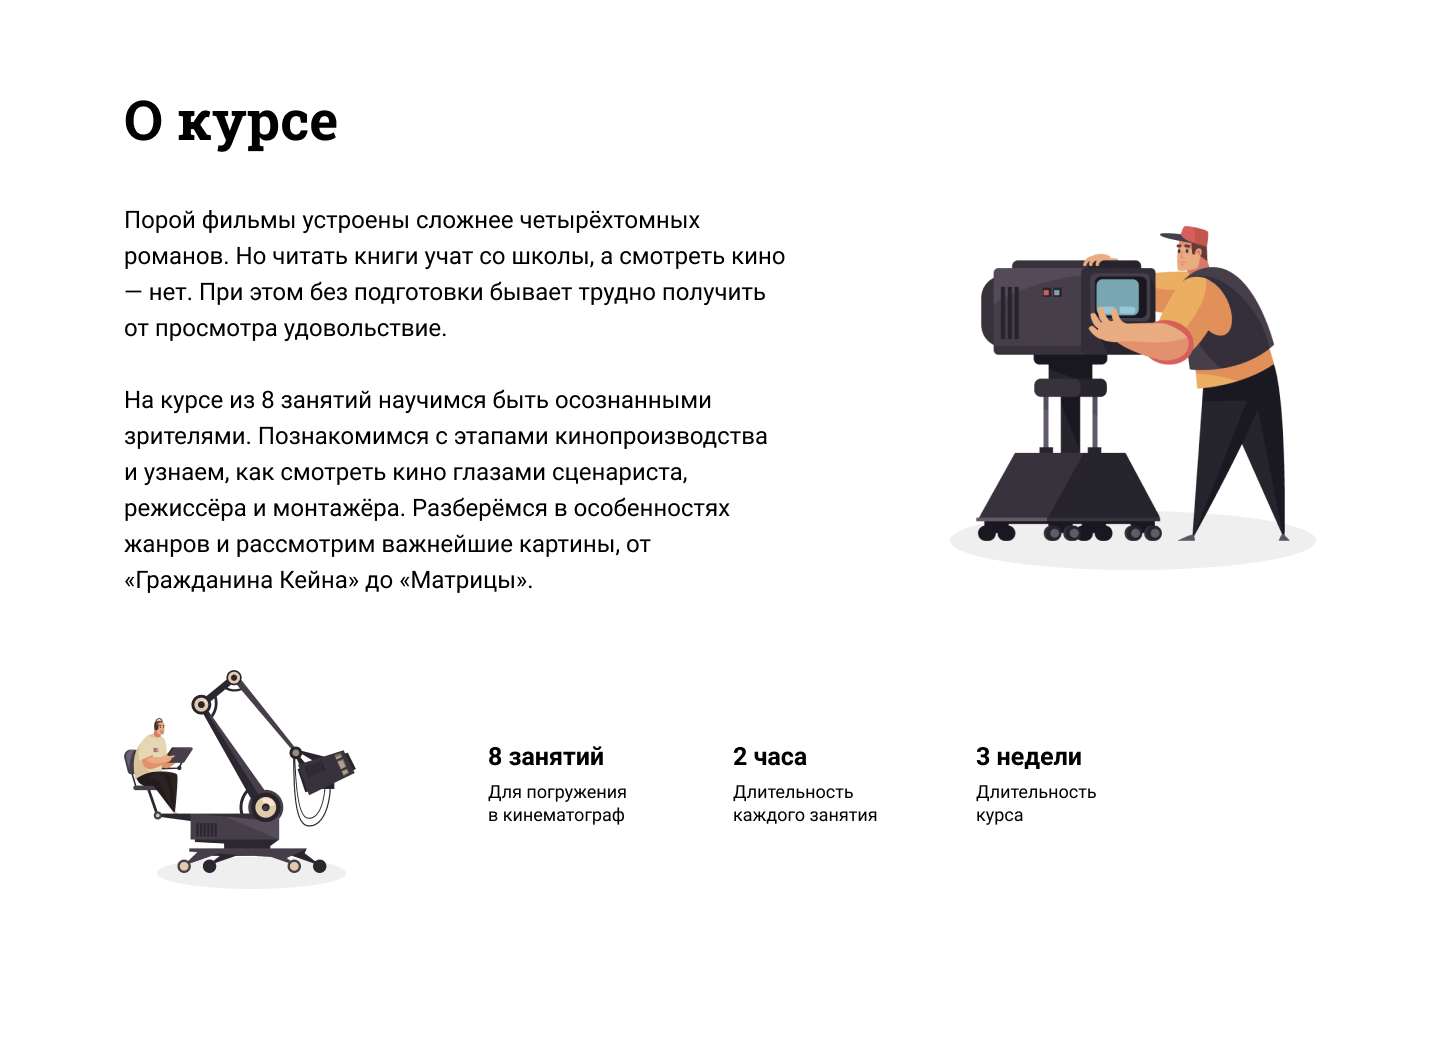 О курсе
Порой фильмы устроены сложнее четырёхтомных
романов. Но читать книги учат со школы, а смотреть кино
— нет. При этом без подготовки бывает трудно получить
от просмотра удовольствие.
На курсе из 8 занятий научимся быть осознанными
зрителями. Познакомимся с этапами кинопроизводства
и узнаем, как смотреть кино глазами сценариста,
режиссёра и монтажёра. Разберёмся в особенностях
жанров и рассмотрим важнейшие картины, от
«Гражданина Кейна» до «Матрицы».
8 занятий
Для погружения
в кинематограф
2 часа
Длительность
каждого занятия
3 недели
Длительность
курса